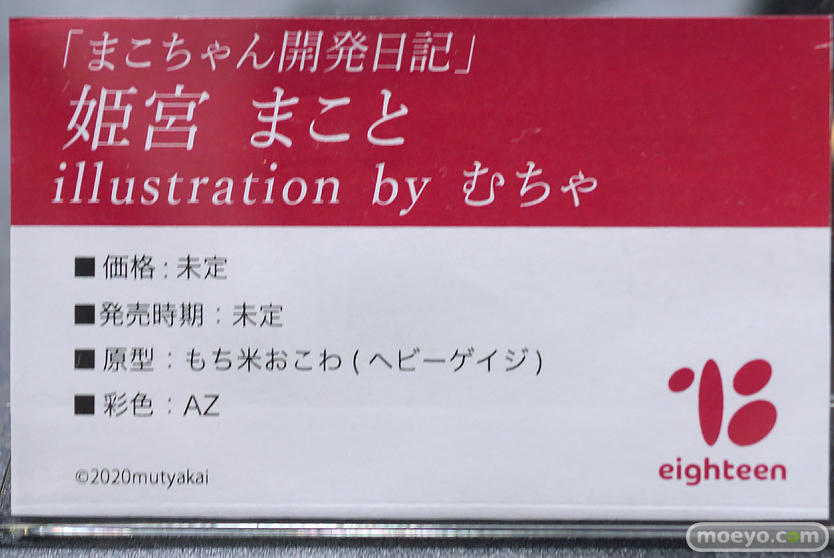 「まこちゃん開発日記」
姫宮 まこと
illustration by むちゃ
■価格:未定
■発売時期:未定
■原型:もち米おこわ(ヘビーゲイジ)
■彩色:AZ
©2020mutyakai
eighteen
moeyo.com